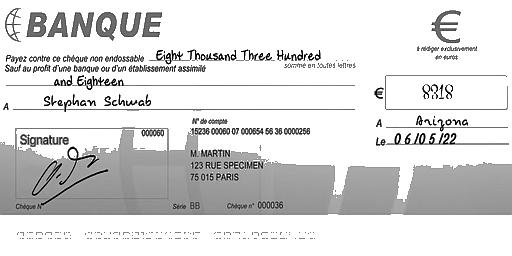 BANQUE
€
à rédiger exclusivement
en euros
Payez contre ce chèque non endossable Eight Thousand Three Hundred
Sauf au profit d'une banque ou d'un établissement assimilé
somme en toutes lettres
and Eighteen
€ 8318
A Stephan Schwab
A Arizona
Le 06/05/22
N° de compte
000060 15236 00060 07 000654 56 36 0000256
Signature
M. MARTIN
123 RUE SPECIMEN
75 015 PARIS
Chèque N°
Série BB
Chèque n° 000036